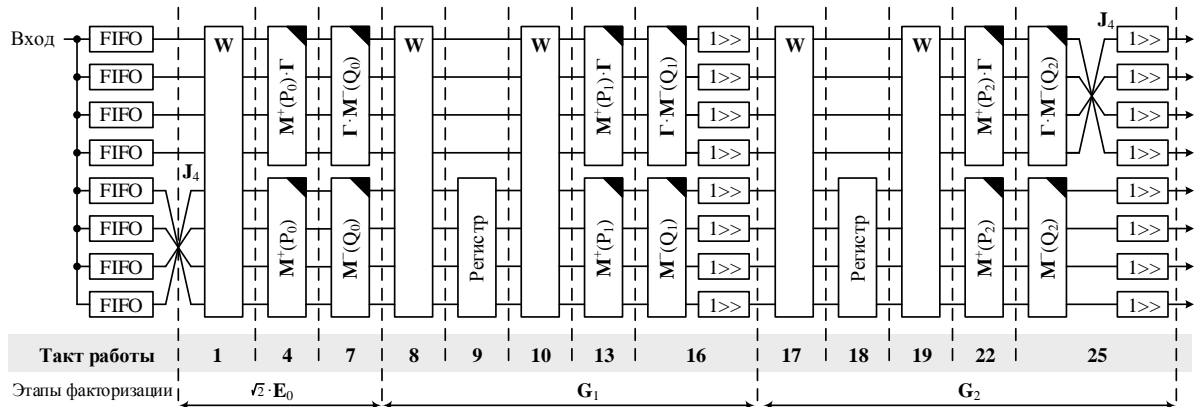 Вход
FIFO
FIFO
FIFO
FIFO
FIFO
FIFO
FIFO
FIFO
J₄
W
M⁺(P₀)·Γ
M⁺(P₀)
Γ·M⁻(Q₀)
M⁻(Q₀)
W
Регистр
W
M⁺(P₁)·Γ
M⁺(P₁)
Γ·M⁻(Q₁)
M⁻(Q₁)
1>>
1>>
1>>
1>>
1>>
1>>
1>>
1>>
W
Регистр
W
M⁺(P₂)·Γ
M⁺(P₂)
Γ·M⁻(Q₂)
M⁻(Q₂)
J₄
1>>
1>>
1>>
1>>
1>>
1>>
1>>
1>>
Такт работы 1 4 7 8 9 10 13 16 17 18 19 22 25
Этапы факторизации √2·E₀ G₁ G₂